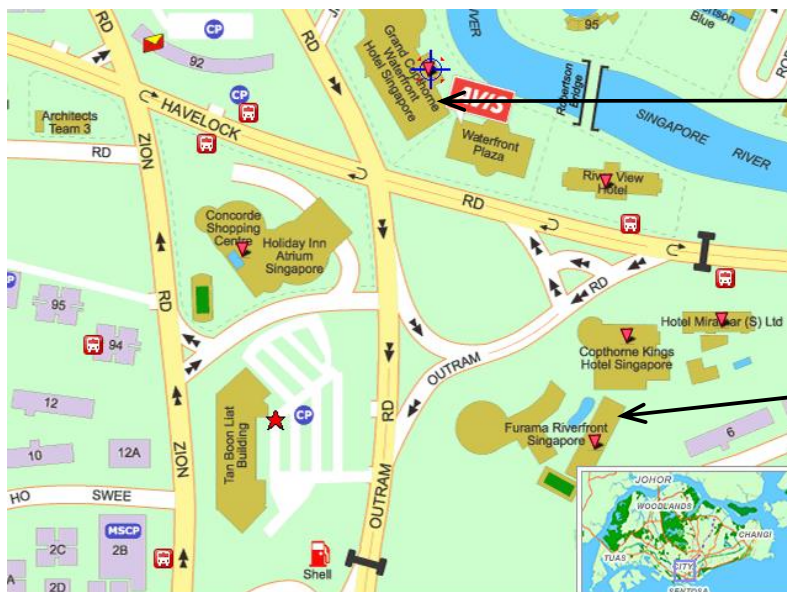 RD
RD
CP
92
95
RIVER
Robertson
Blue
Grand Copthorne
Waterfront
Hotel Singapore
AVIS
Robertson
Bridge
SINGAPORE
RIVER
Architects
Team 3
CP
HAVELOCK
ZION
RD
Waterfront
Plaza
River View
Hotel
RD
Concorde
Shopping
Centre
Holiday Inn
Atrium
Singapore
RD
95
94
RD
Hotel Miramar (S) Ltd
Copthorne Kings
Hotel Singapore
OUTRAM
12
Tan Boon Liat
Building
CP
RD
Furama Riverfront
Singapore
6
10
12A
ZION
HO
SWEE
OUTRAM
MSCP
2C
2B
2D
A
Shell
JOHOR
WOODLANDS
CHANGI
TUAS
CITY
SENTOSA